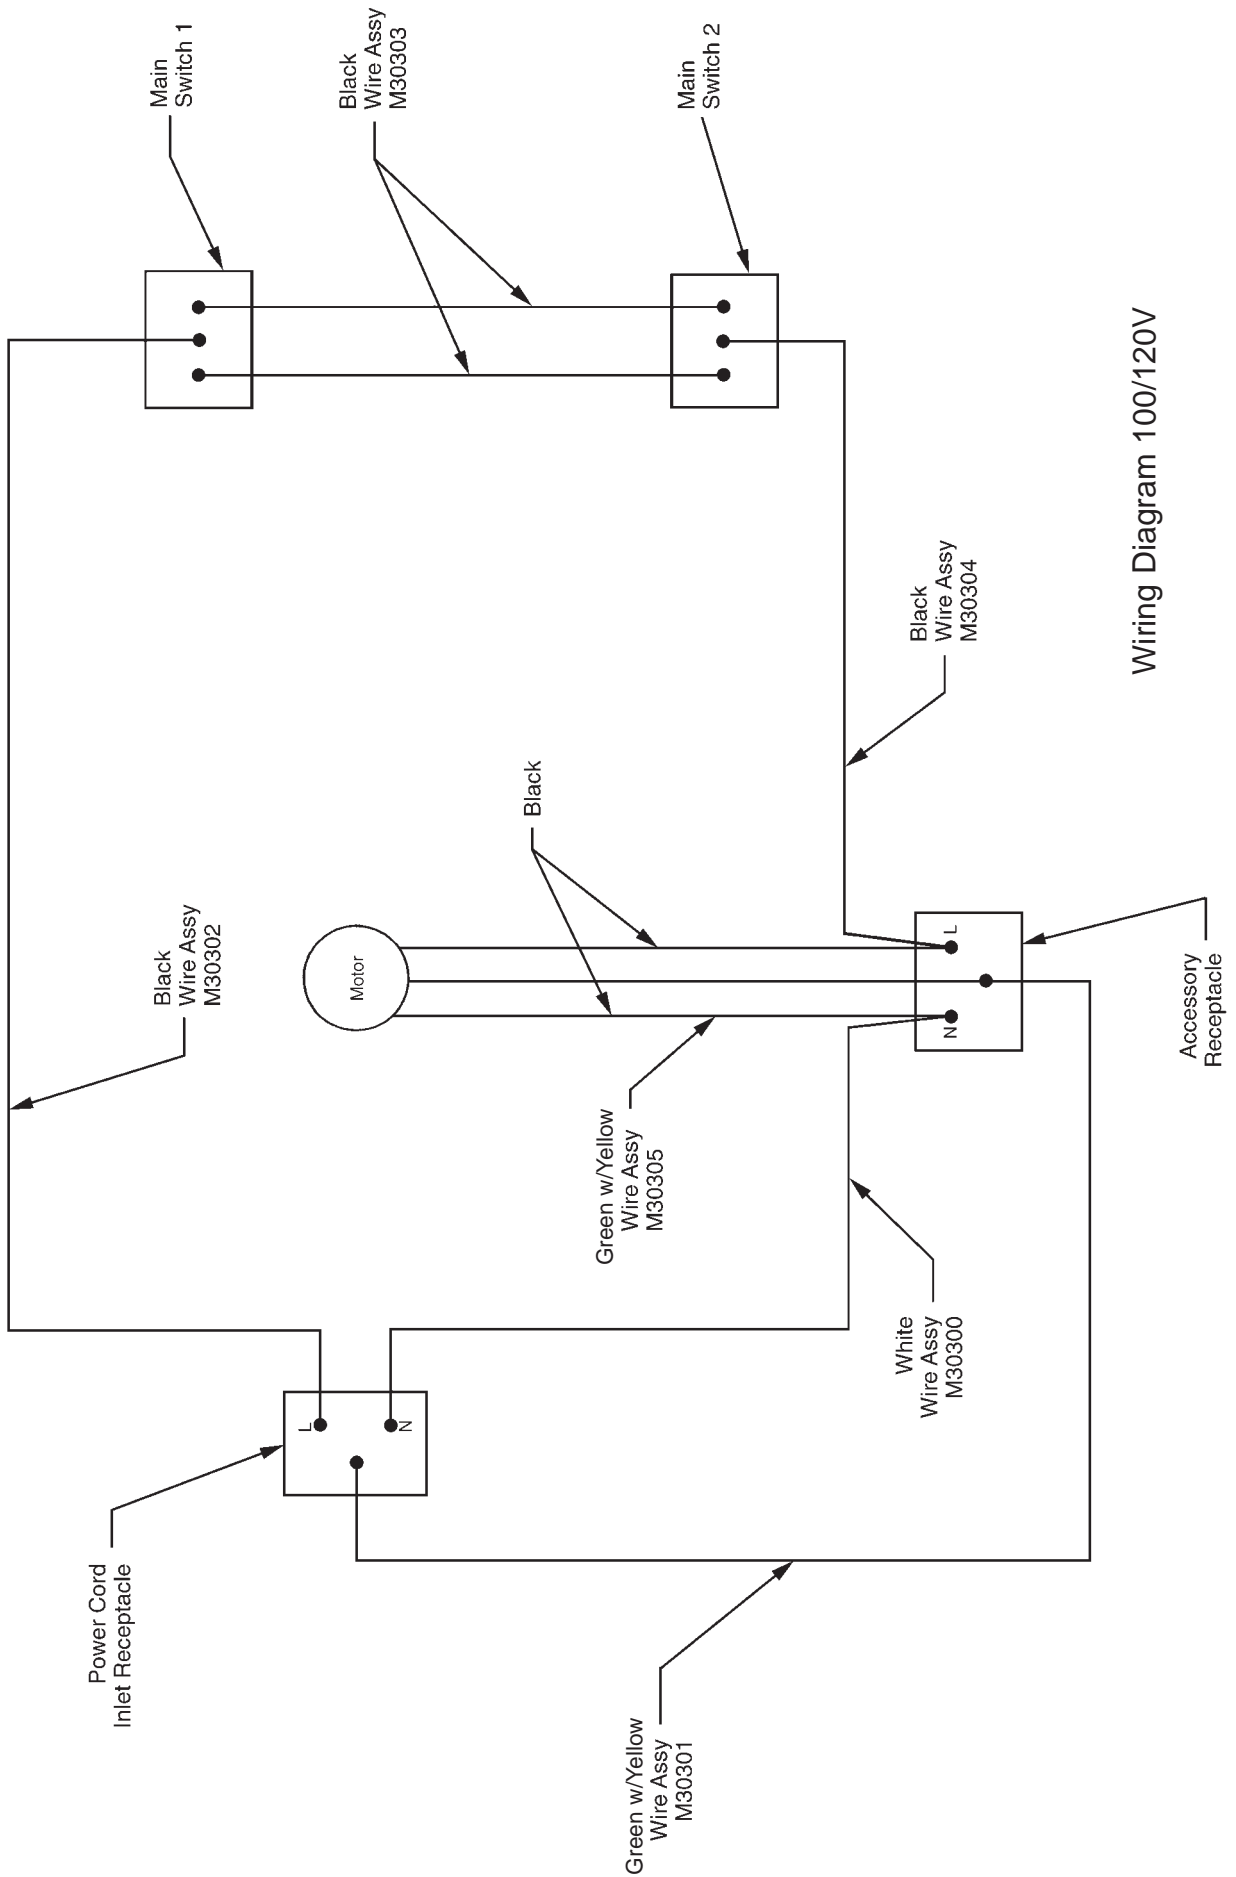 Power Cord
Inlet Receptacle
L
N
Black
Wire Assy
M30302
Main
Switch 1
Black
Wire Assy
M30303
Main
Switch 2
Motor
Black
Green w/Yellow
Wire Assy
M30305
Green w/Yellow
Wire Assy
M30301
White
Wire Assy
M30300
Black
Wire Assy
M30304
N
L
Accessory
Receptacle
Wiring Diagram 100/120V